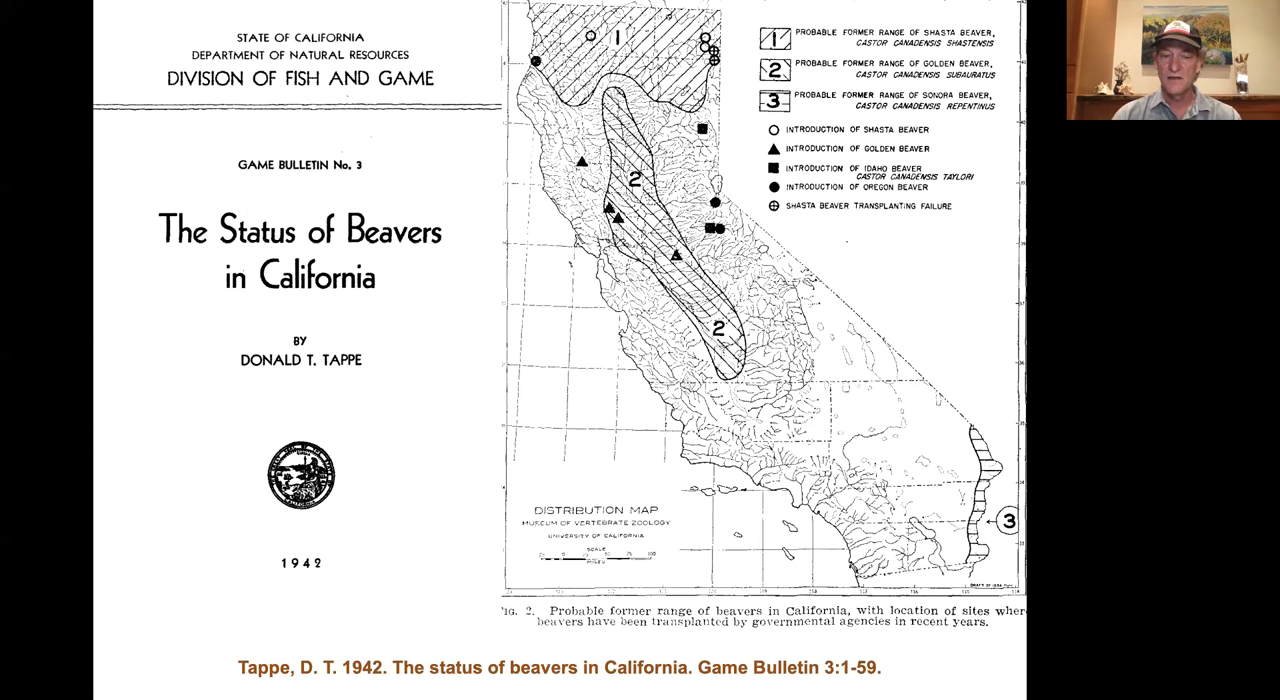 STATE OF CALIFORNIA
DEPARTMENT OF NATURAL RESOURCES
DIVISION OF FISH AND GAME
GAME BULLETIN No. 3
The Status of Beavers
in California
BY
DONALD T. TAPPE
1942
1
2
2
3
1 PROBABLE FORMER RANGE OF SHASTA BEAVER,
CASTOR CANADENSIS SHASTENSIS
2 PROBABLE FORMER RANGE OF GOLDEN BEAVER,
CASTOR CANADENSIS SUBAURATUS
3 PROBABLE FORMER RANGE OF SONORA BEAVER,
CASTOR CANADENSIS REPENTINUS
INTRODUCTION OF SHASTA BEAVER
INTRODUCTION OF GOLDEN BEAVER
INTRODUCTION OF IDAHO BEAVER
CASTOR CANADENSIS TAYLORI
INTRODUCTION OF OREGON BEAVER
SHASTA BEAVER TRANSPLANTING FAILURE
DISTRIBUTION MAP
MUSEUM OF VERTEBRATE ZOOLOGY
UNIVERSITY OF CALIFORNIA
SCALE
MILES
FIG. 2. Probable former range of beavers in California, with location of sites wher
beavers have been transplanted by governmental agencies in recent years.
Tappe, D. T. 1942. The status of beavers in California. Game Bulletin 3:1-59.